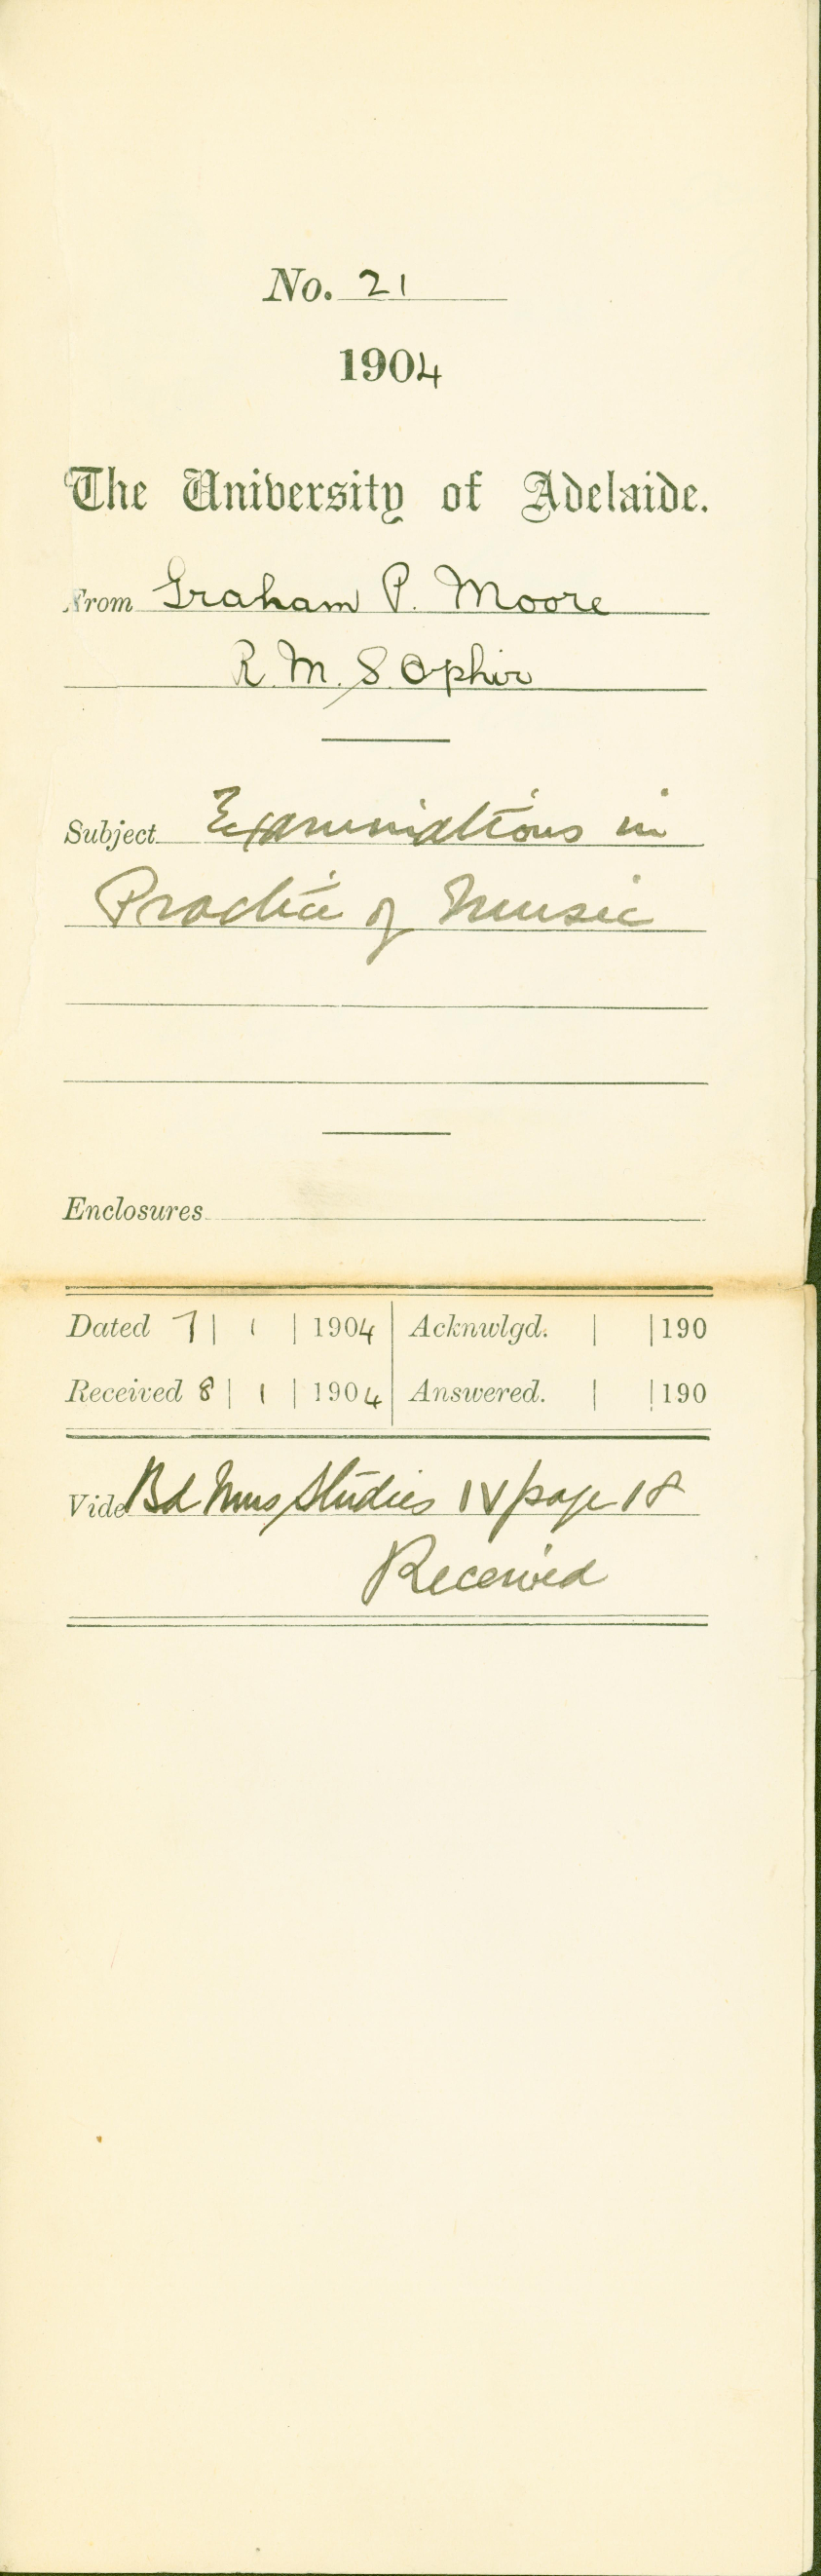 No. 21
1904
The University of Adelaide.
From Graham P. Moore
R. M. S. Ophir
Subject Examinations in
Practice of Music
Enclosures
Dated 7 | 1 | 1904 | Acknwlgd. | | 190
Received 8 | 1 | 1904 | Answered. | | 190
Vide Bd Mus Studies IV page 18
Received